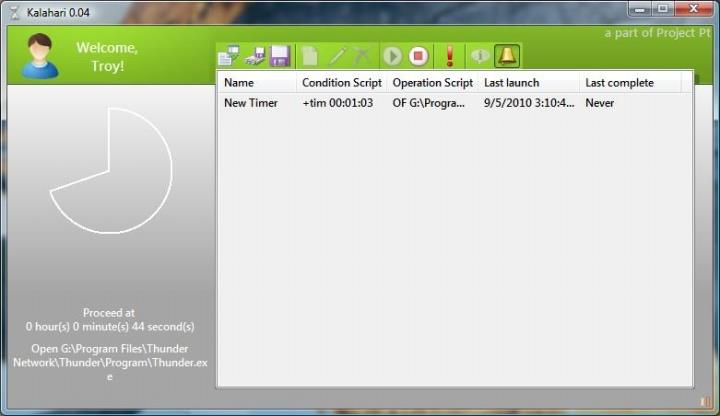 Kalahari 0.04
a part of Project Pt
Welcome,
Troy!
Name Condition Script Operation Script Last launch Last complete
New Timer +tim 00:01:03 OF G:\Progra... 9/5/2010 3:10:4... Never
Proceed at
0 hour(s) 0 minute(s) 44 second(s)
Open G:\Program Files\Thunder
Network\Thunder\Program\Thunder.ex
e